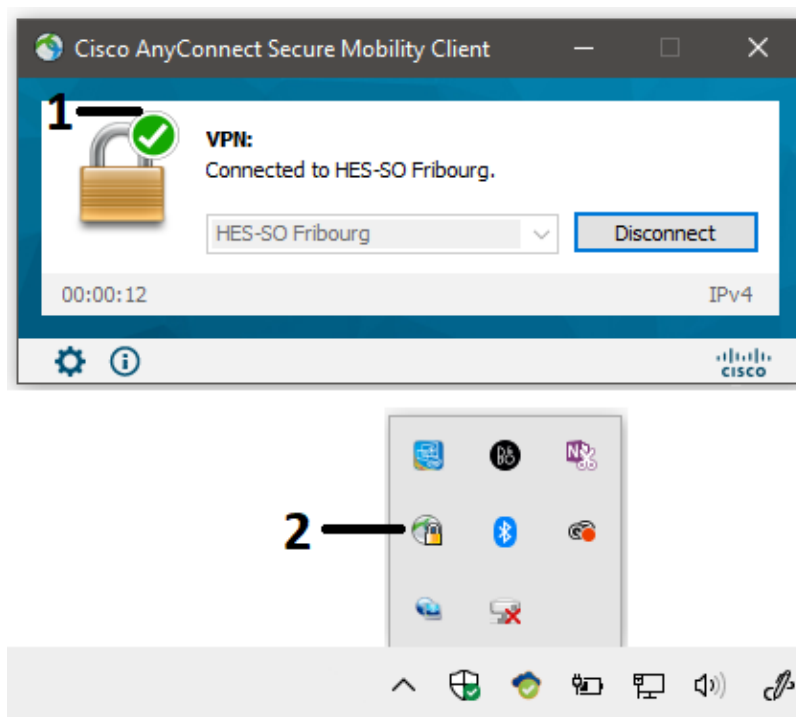 Cisco AnyConnect Secure Mobility Client
1
VPN:
Connected to HES-SO Fribourg.
HES-SO Fribourg
Disconnect
00:00:12
IPv4
CISCO
2
N